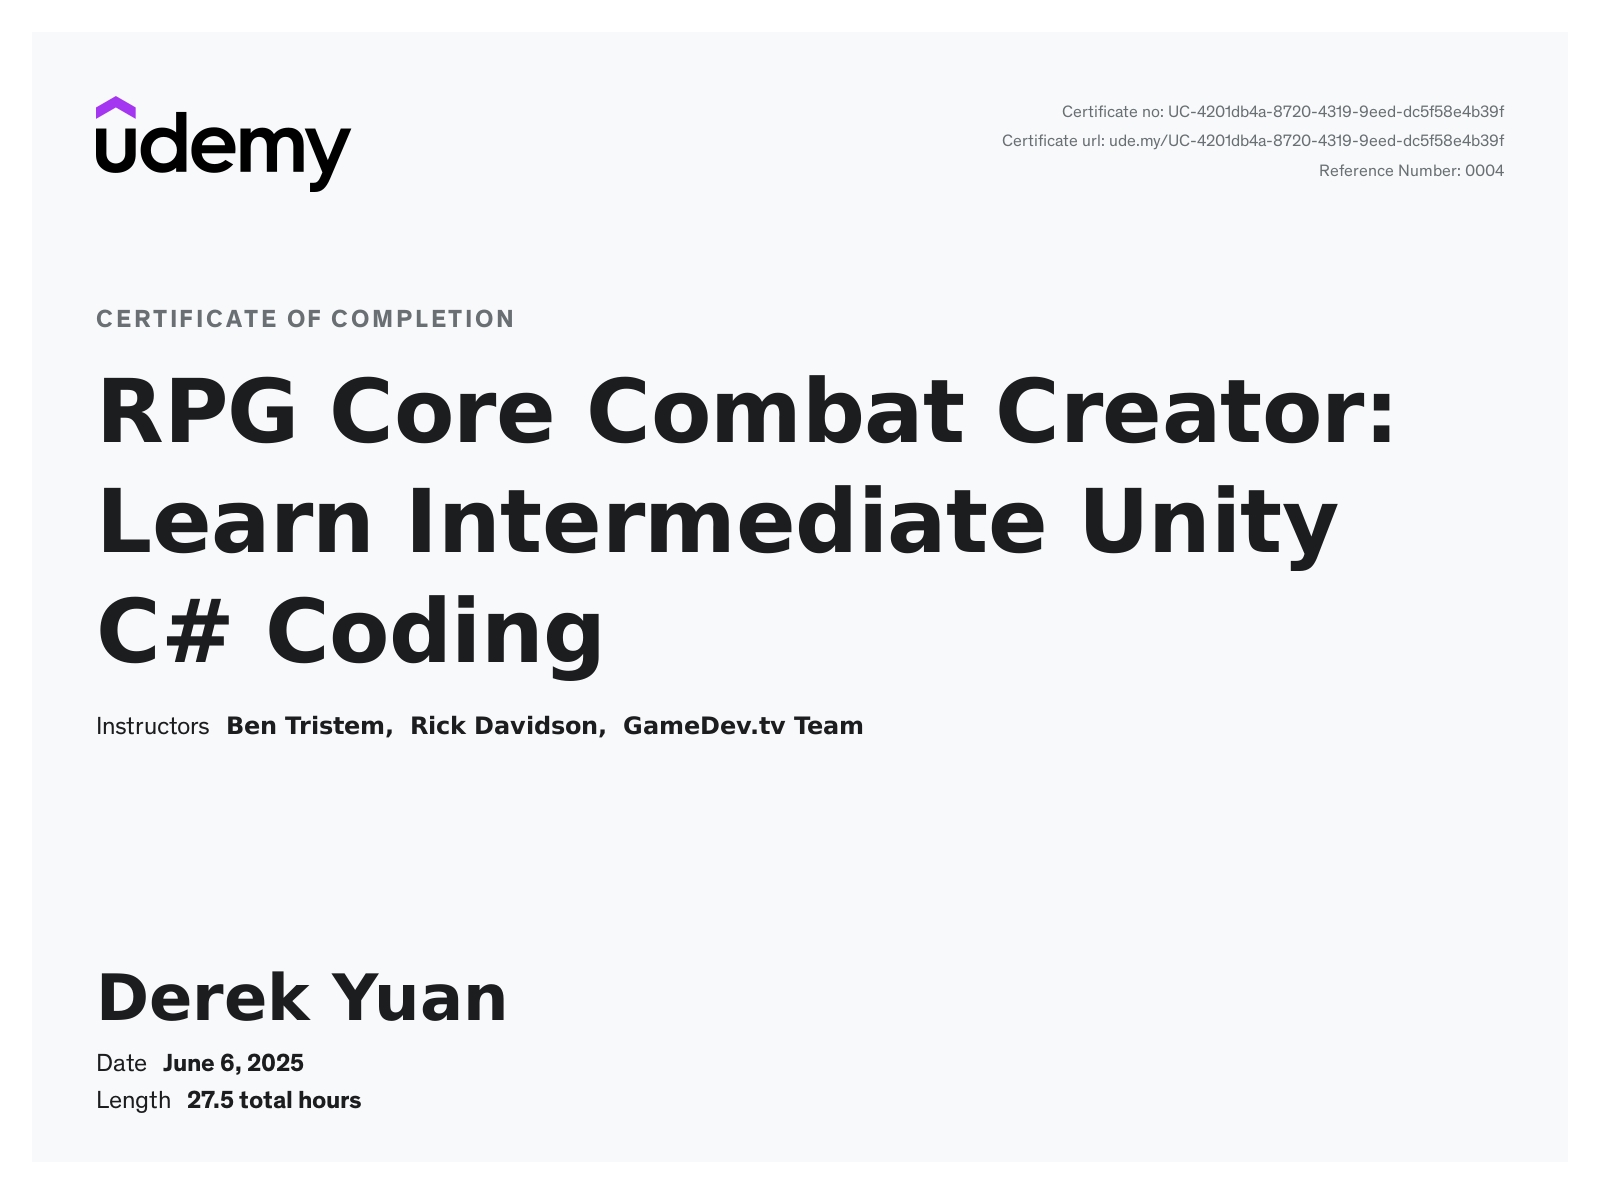 udemy
Certificate no: UC-4201db4a-8720-4319-9eed-dc5f58e4b39f
Certificate url: ude.my/UC-4201db4a-8720-4319-9eed-dc5f58e4b39f
Reference Number: 0004
CERTIFICATE OF COMPLETION
RPG Core Combat Creator:
Learn Intermediate Unity
C# Coding
Instructors Ben Tristem, Rick Davidson, GameDev.tv Team
Derek Yuan
Date June 6, 2025
Length 27.5 total hours